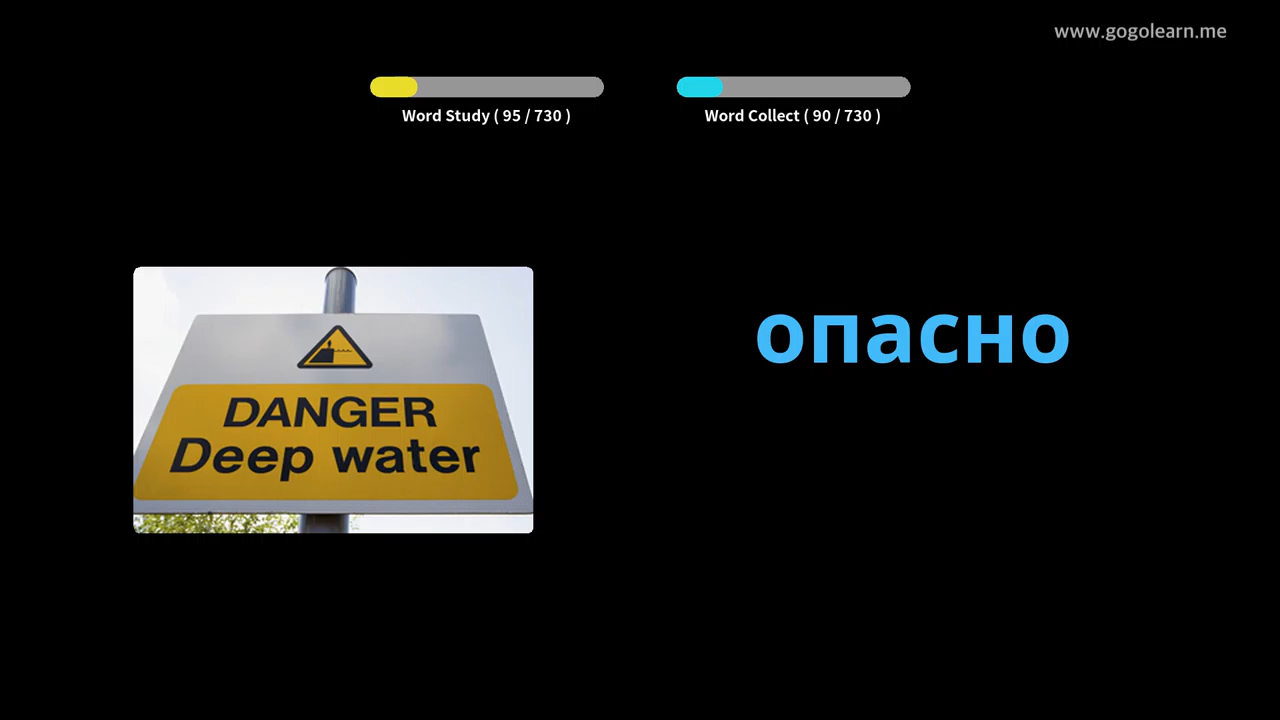 www.gogolearn.me
Word Study ( 95 / 730 )
Word Collect ( 90 / 730 )
DANGER
Deep water
опасно